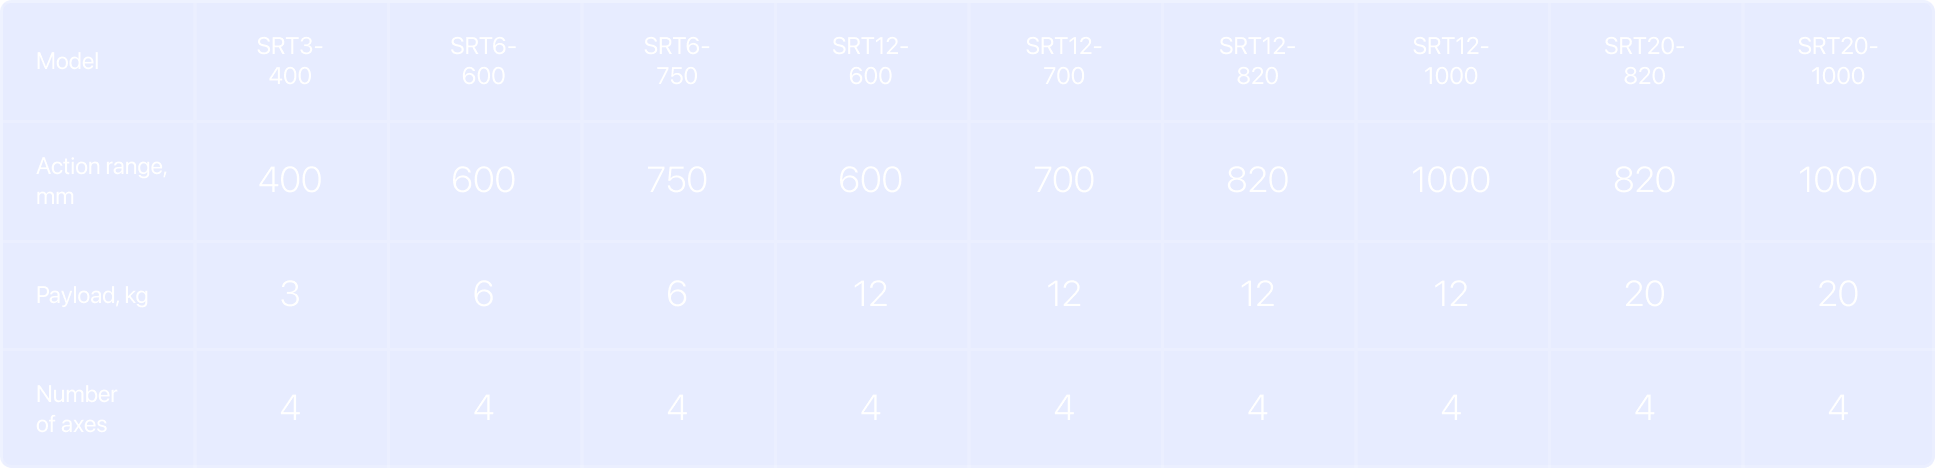 Model
SRT3-
400
SRT6-
600
SRT6-
750
SRT12-
600
SRT12-
700
SRT12-
820
SRT12-
1000
SRT20-
820
SRT20-
1000
Action range,
mm
400
600
750
600
700
820
1000
820
1000
Payload, kg
3
6
6
12
12
12
12
20
20
Number
of axes
4
4
4
4
4
4
4
4
4